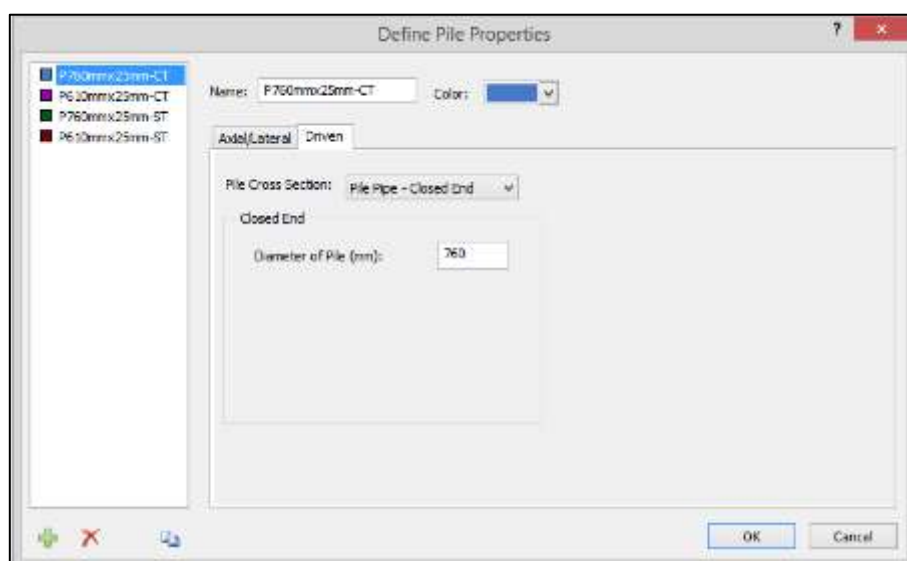 Define Pile Properties
?
P760mmx25mm-CT
P610mmx25mm-CT
P760mmx25mm-ST
P610mmx25mm-ST
Name: P760mmx25mm-CT Color:
Axial/Lateral Driven
Pile Cross Section: Pile Pipe - Closed End
Closed End
Diameter of Pile (mm): 760
OK Cancel